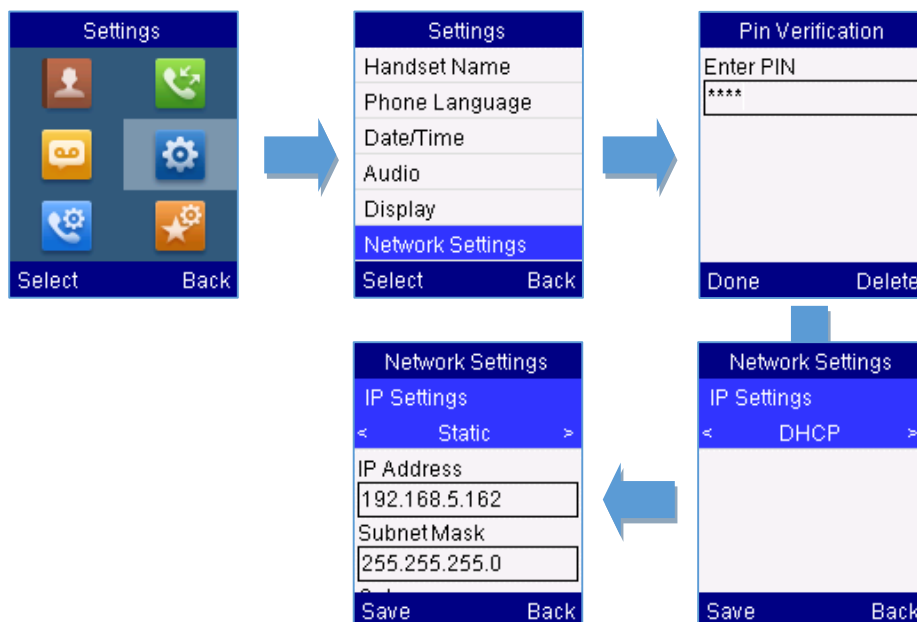 Settings
Select Back
Settings
Handset Name
Phone Language
Date/Time
Audio
Display
Network Settings
Select Back
Pin Verification
Enter PIN
****
Done Delete
Network Settings
IP Settings
< DHCP >
Save Back
Network Settings
IP Settings
< Static >
IP Address
192.168.5.162
Subnet Mask
255.255.255.0
Save Back